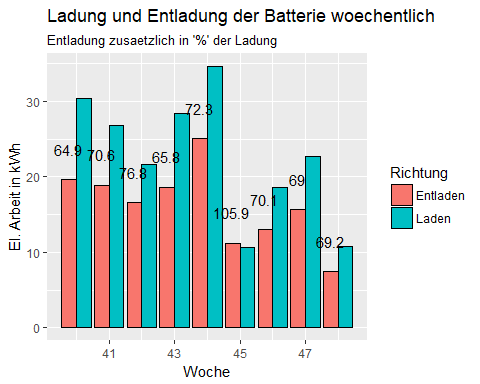 Ladung und Entladung der Batterie woechentlich
Entladung zusaetzlich in '%' der Ladung
El. Arbeit in kWh
30
20
10
0
64.9
70.6
76.8
65.8
72.3
105.9
70.1
69
69.2
41
43
45
47
Woche
Richtung
Entladen
Laden